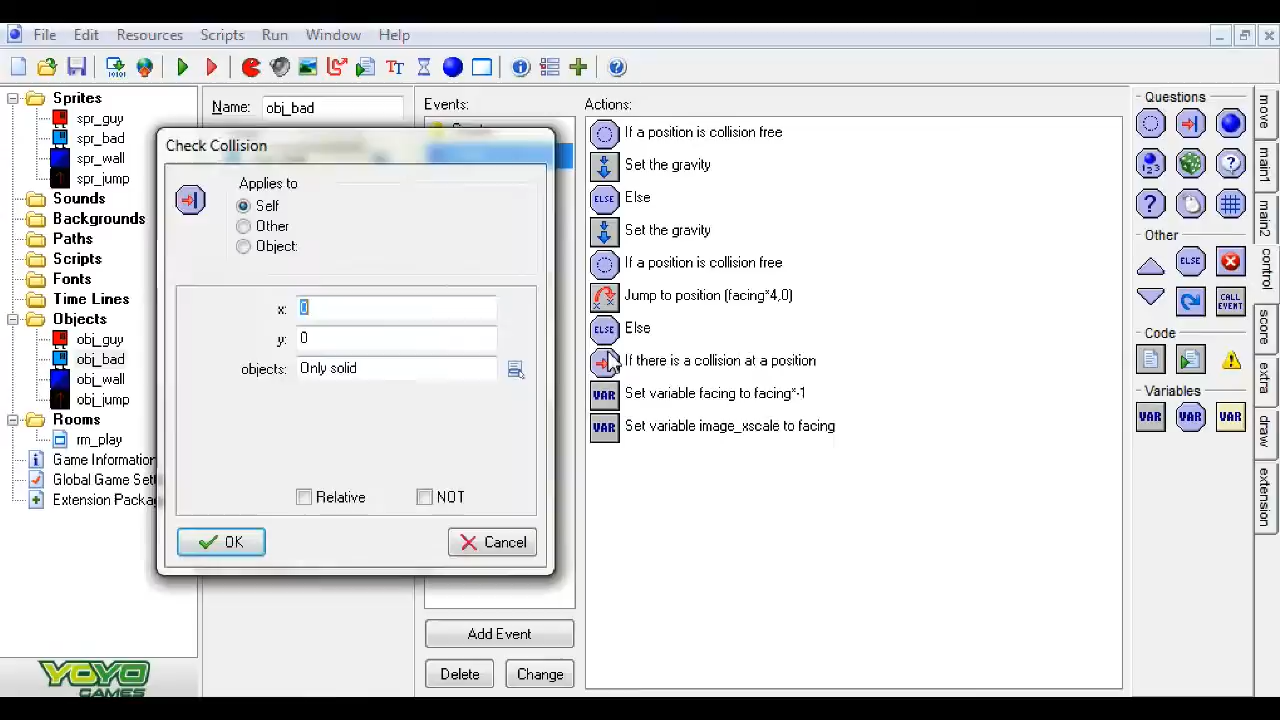 File Edit Resources Scripts Run Window Help
Sprites
spr_guy
spr_bad
spr_wall
spr_jump
Sounds
Backgrounds
Paths
Scripts
Fonts
Time Lines
Objects
obj_guy
obj_bad
obj_wall
obj_jump
Rooms
rm_play
Game Information
Global Game Set
Extension Packa
YOYO
GAMES
Name: obj_bad
Check Collision
Applies to
Self
Other
Object:
x: 0
y: 0
objects: Only solid
Relative NOT
OK Cancel
Events:
Add Event
Delete Change
Actions:
If a position is collision free
Set the gravity
ELSE Else
Set the gravity
If a position is collision free
Jump to position (facing*4,0)
ELSE Else
If there is a collision at a position
VAR Set variable facing to facing*-1
VAR Set variable image_xscale to facing
Questions
Other
ELSE
CALL
EVENT
Code
Variables
VAR VAR VAR
move
main1
main2
control
score
extra
draw
extension